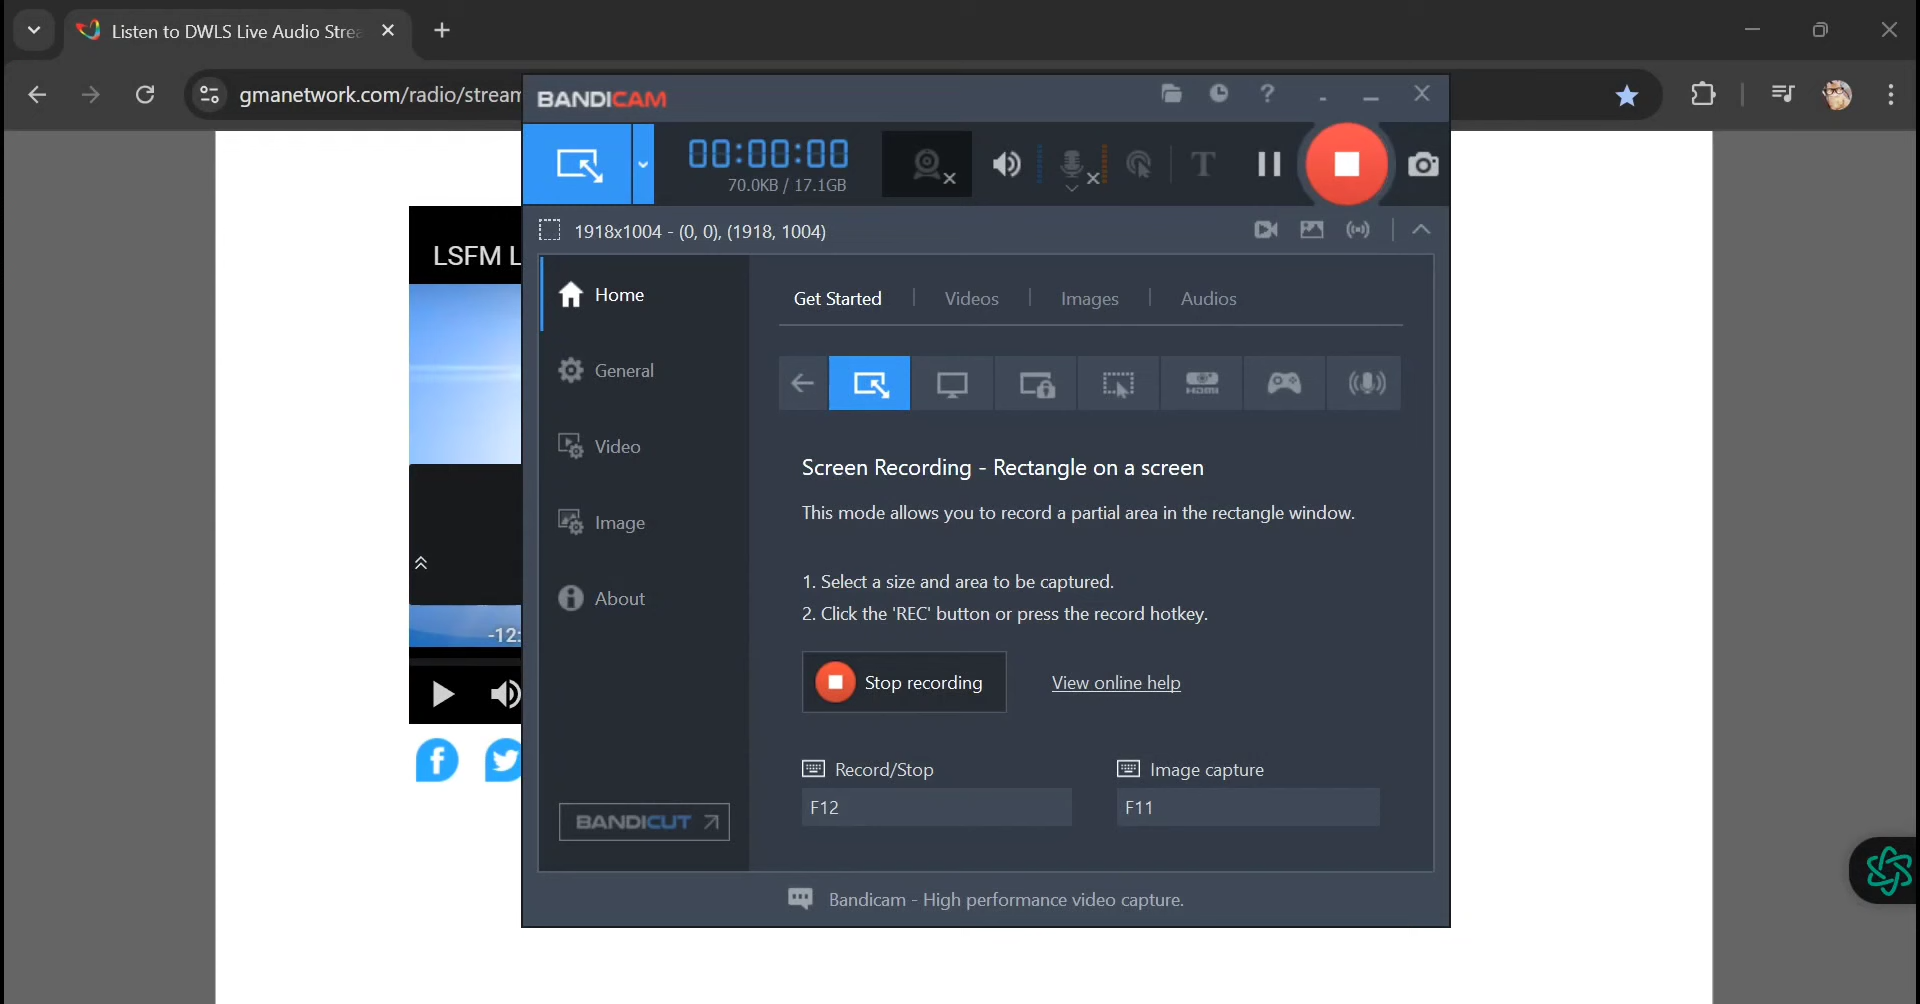 Listen to DWLS Live Audio Strea
gmanetwork.com/radio/stream
BANDICAM
00:00:00
70.0KB / 17.1GB
T
1918x1004 - (0, 0), (1918, 1004)
LSFM L
Home
General
Video
Image
About
Get Started
Videos
Images
Audios
HDMI
Screen Recording - Rectangle on a screen
This mode allows you to record a partial area in the rectangle window.
1. Select a size and area to be captured.
2. Click the 'REC' button or press the record hotkey.
Stop recording
View online help
-12:
Record/Stop
Image capture
F12
F11
BANDICUT
Bandicam - High performance video capture.